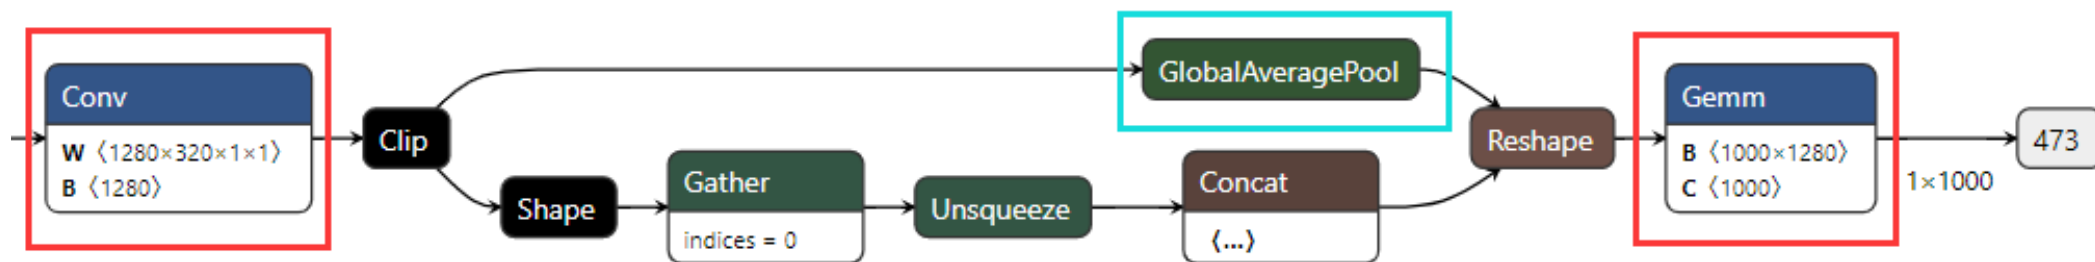 Conv
W 〈1280×320×1×1〉
B 〈1280〉
Clip
Shape
Gather
indices = 0
Unsqueeze
GlobalAveragePool
Concat
〈...〉
Reshape
Gemm
B 〈1000×1280〉
C 〈1000〉
1×1000
473